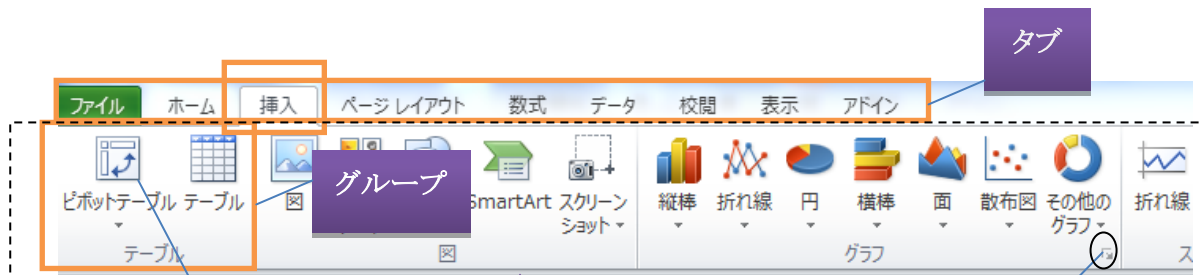 タブ
ファイル ホーム 挿入 ページ レイアウト 数式 データ 校閲 表示 アドイン
グループ
ピボットテーブル テーブル 図 SmartArt スクリーン ショット 縦棒 折れ線 円 横棒 面 散布図 その他の グラフ 折れ線
テーブル 図 グラフ